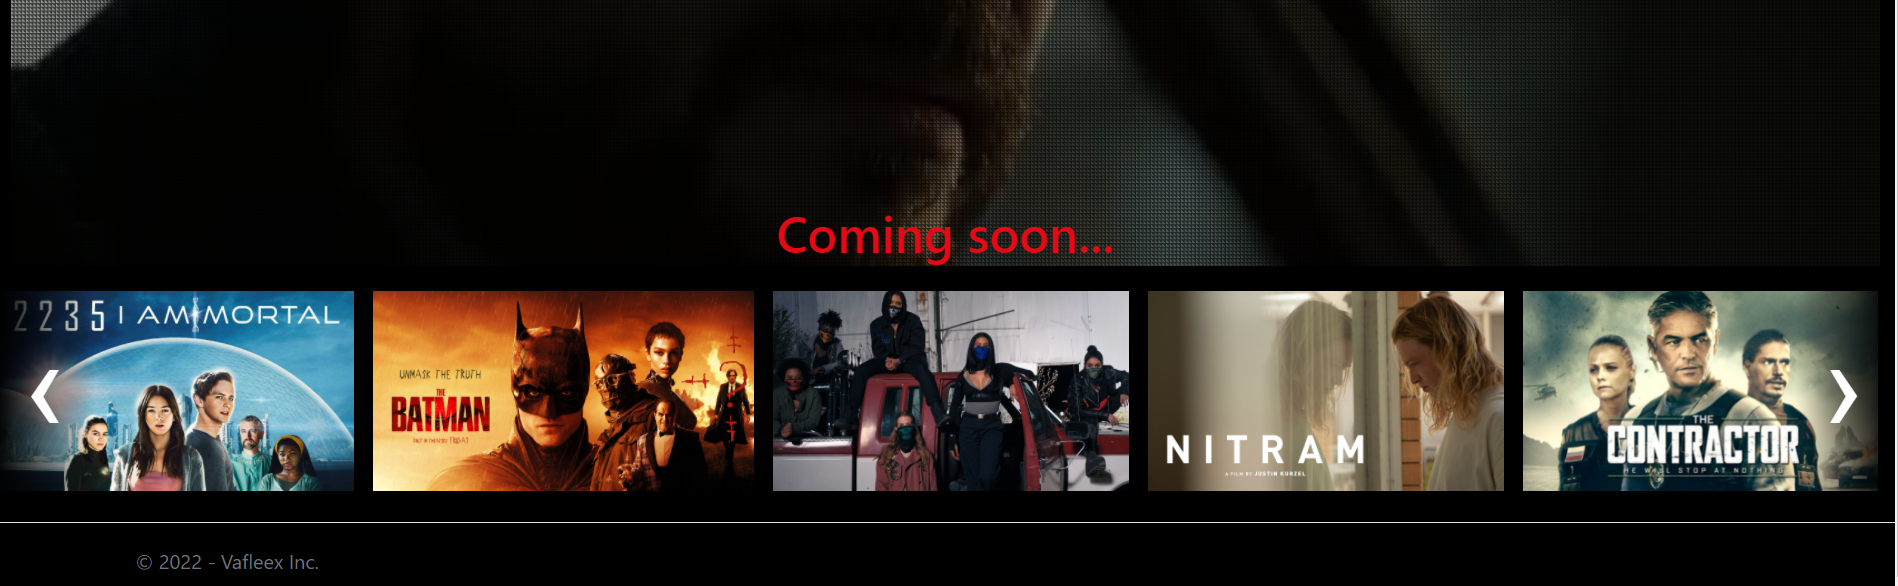 Coming soon...
2235 I AM MORTAL
UNMASK THE TRUTH
THE
BATMAN
NITRAM
A FILM BY JUSTIN KURZEL
THE
CONTRACTOR
HE WILL STOP AT NOTHING
© 2022 - Vafleex Inc.